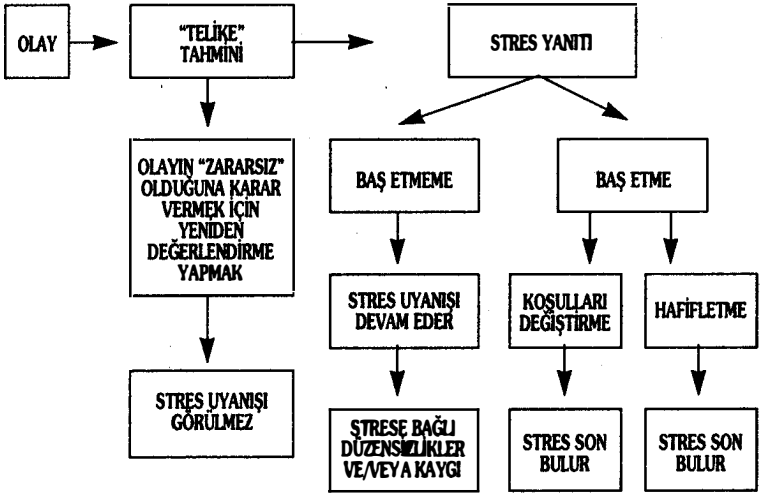 OLAY
“TELİKE”
TAHMİNİ
STRES YANITI
OLAYIN “ZARARSIZ”
OLDUĞUNA KARAR
VERMEK İÇİN
YENİDEN
DEĞERLENDİRME
YAPMAK
BAŞ ETMEME
BAŞ ETME
STRES UYANIŞI
DEVAM EDER
KOŞULLARI
DEĞİŞTİRME
HAFİFLETME
STRES UYANIŞI
GÖRÜLMEZ
STRESE BAĞLI
DÜZENSİZLİKLER
VE/VEYA KAYGI
STRES SON
BULUR
STRES SON
BULUR